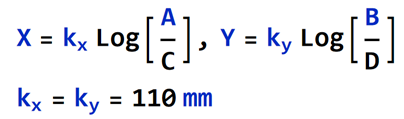 X = kx Log[A/C], Y = ky Log[B/D]
kx = ky = 110 mm